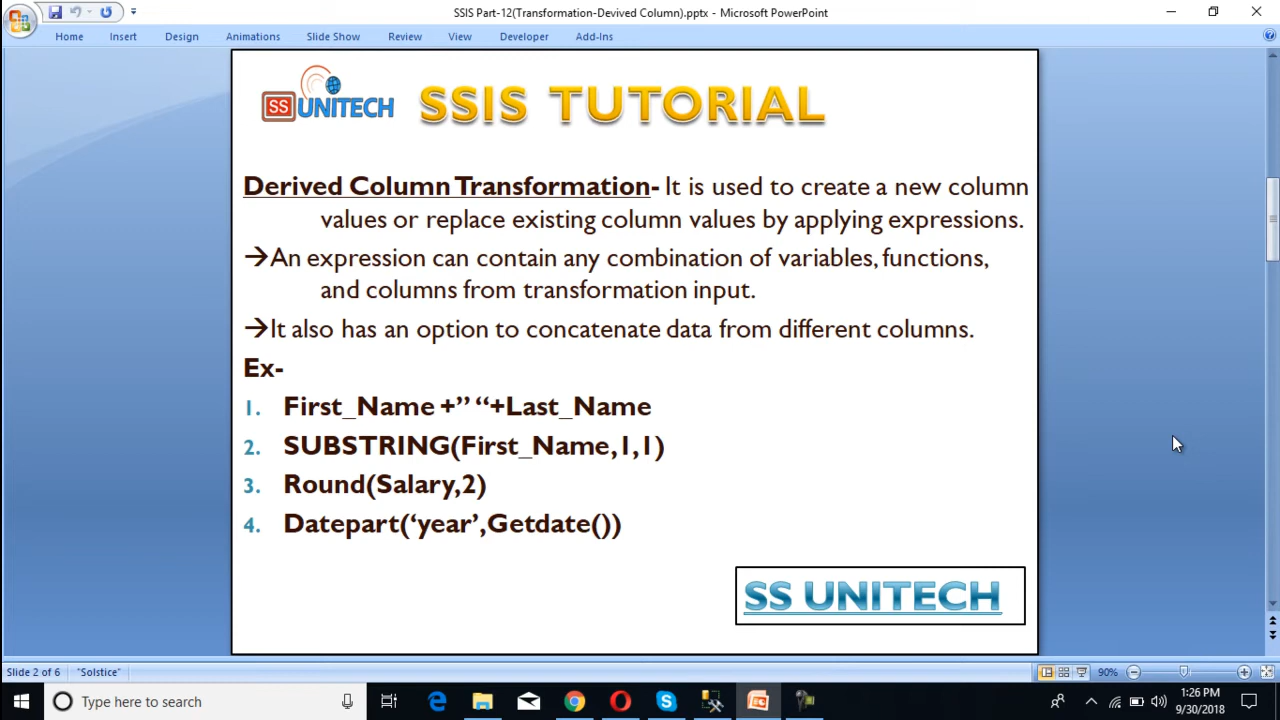 SSIS Part-12(Transformation-Devived Column).pptx - Microsoft PowerPoint
Home Insert Design Animations Slide Show Review View Developer Add-Ins
SS UNITECH
SSIS TUTORIAL
Derived Column Transformation- It is used to create a new column
values or replace existing column values by applying expressions.
→An expression can contain any combination of variables, functions,
and columns from transformation input.
→It also has an option to concatenate data from different columns.
Ex-
1. First_Name +” “+Last_Name
2. SUBSTRING(First_Name,1,1)
3. Round(Salary,2)
4. Datepart(‘year’,Getdate())
SS UNITECH
Slide 2 of 6 "Solstice" 90%
Type here to search
1:26 PM
9/30/2018